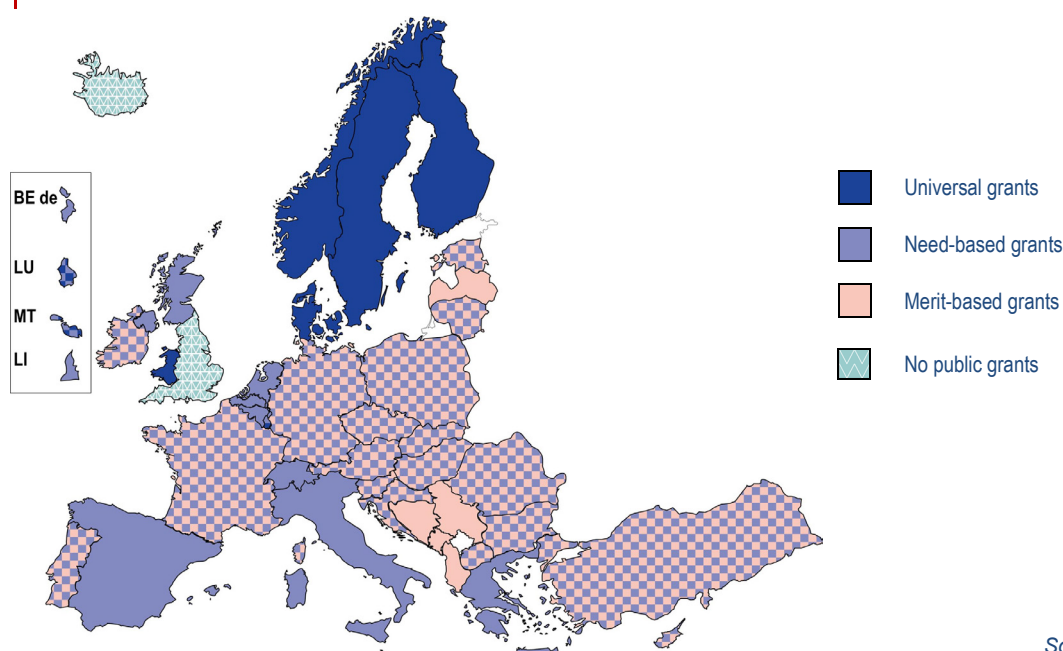 BE de
LU
MT
LI
Universal grants
Need-based grants
Merit-based grants
No public grants